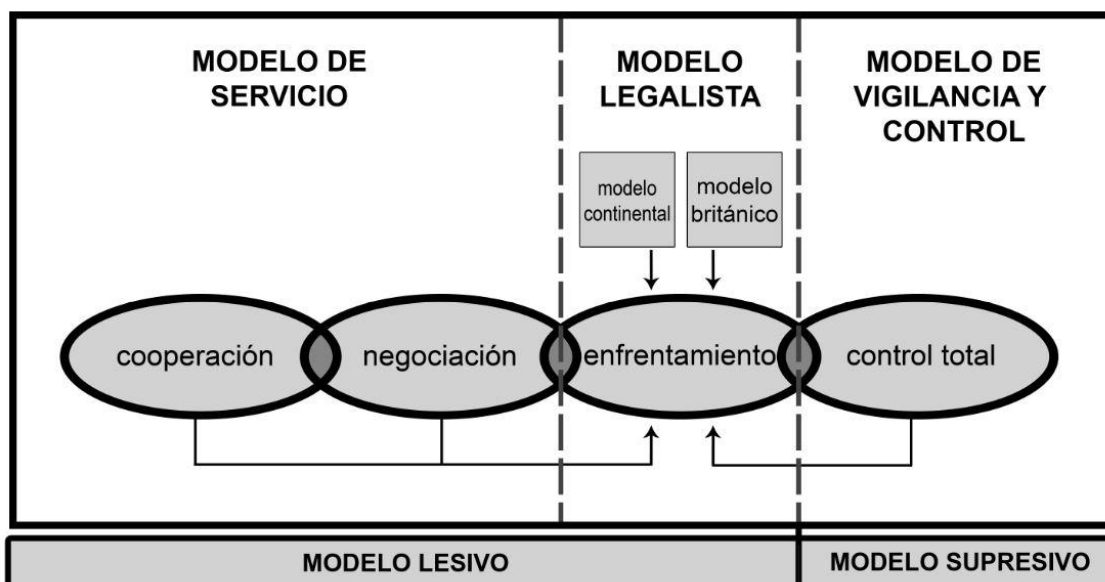 MODELO DE
SERVICIO
MODELO
LEGALISTA
MODELO DE
VIGILANCIA Y
CONTROL
modelo
continental
modelo
británico
cooperación
negociación
enfrentamiento
control total
MODELO LESIVO
MODELO SUPRESIVO